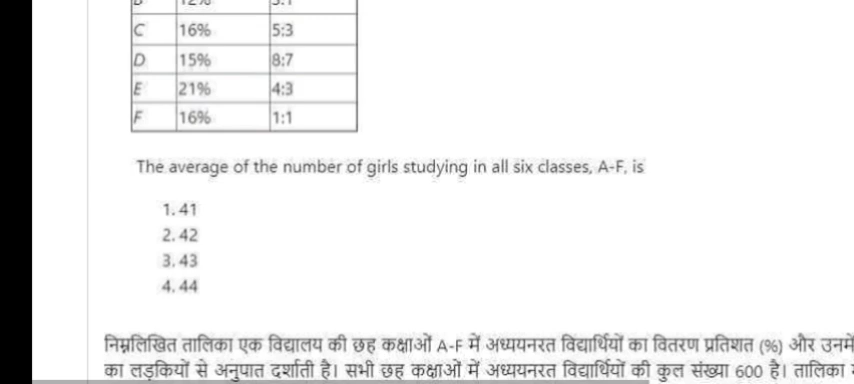 C 16% 5:3
D 15% 8:7
E 21% 4:3
F 16% 1:1
The average of the number of girls studying in all six classes, A-F, is
1. 41
2. 42
3. 43
4. 44
निम्नलिखित तालिका एक विद्यालय की छह कक्षाओं A-F में अध्ययनरत विद्यार्थियों का वितरण प्रतिशत (%) और उनमें
का लड़कियों से अनुपात दर्शाती है। सभी छह कक्षाओं में अध्ययनरत विद्यार्थियों की कुल संख्या 600 है। तालिका